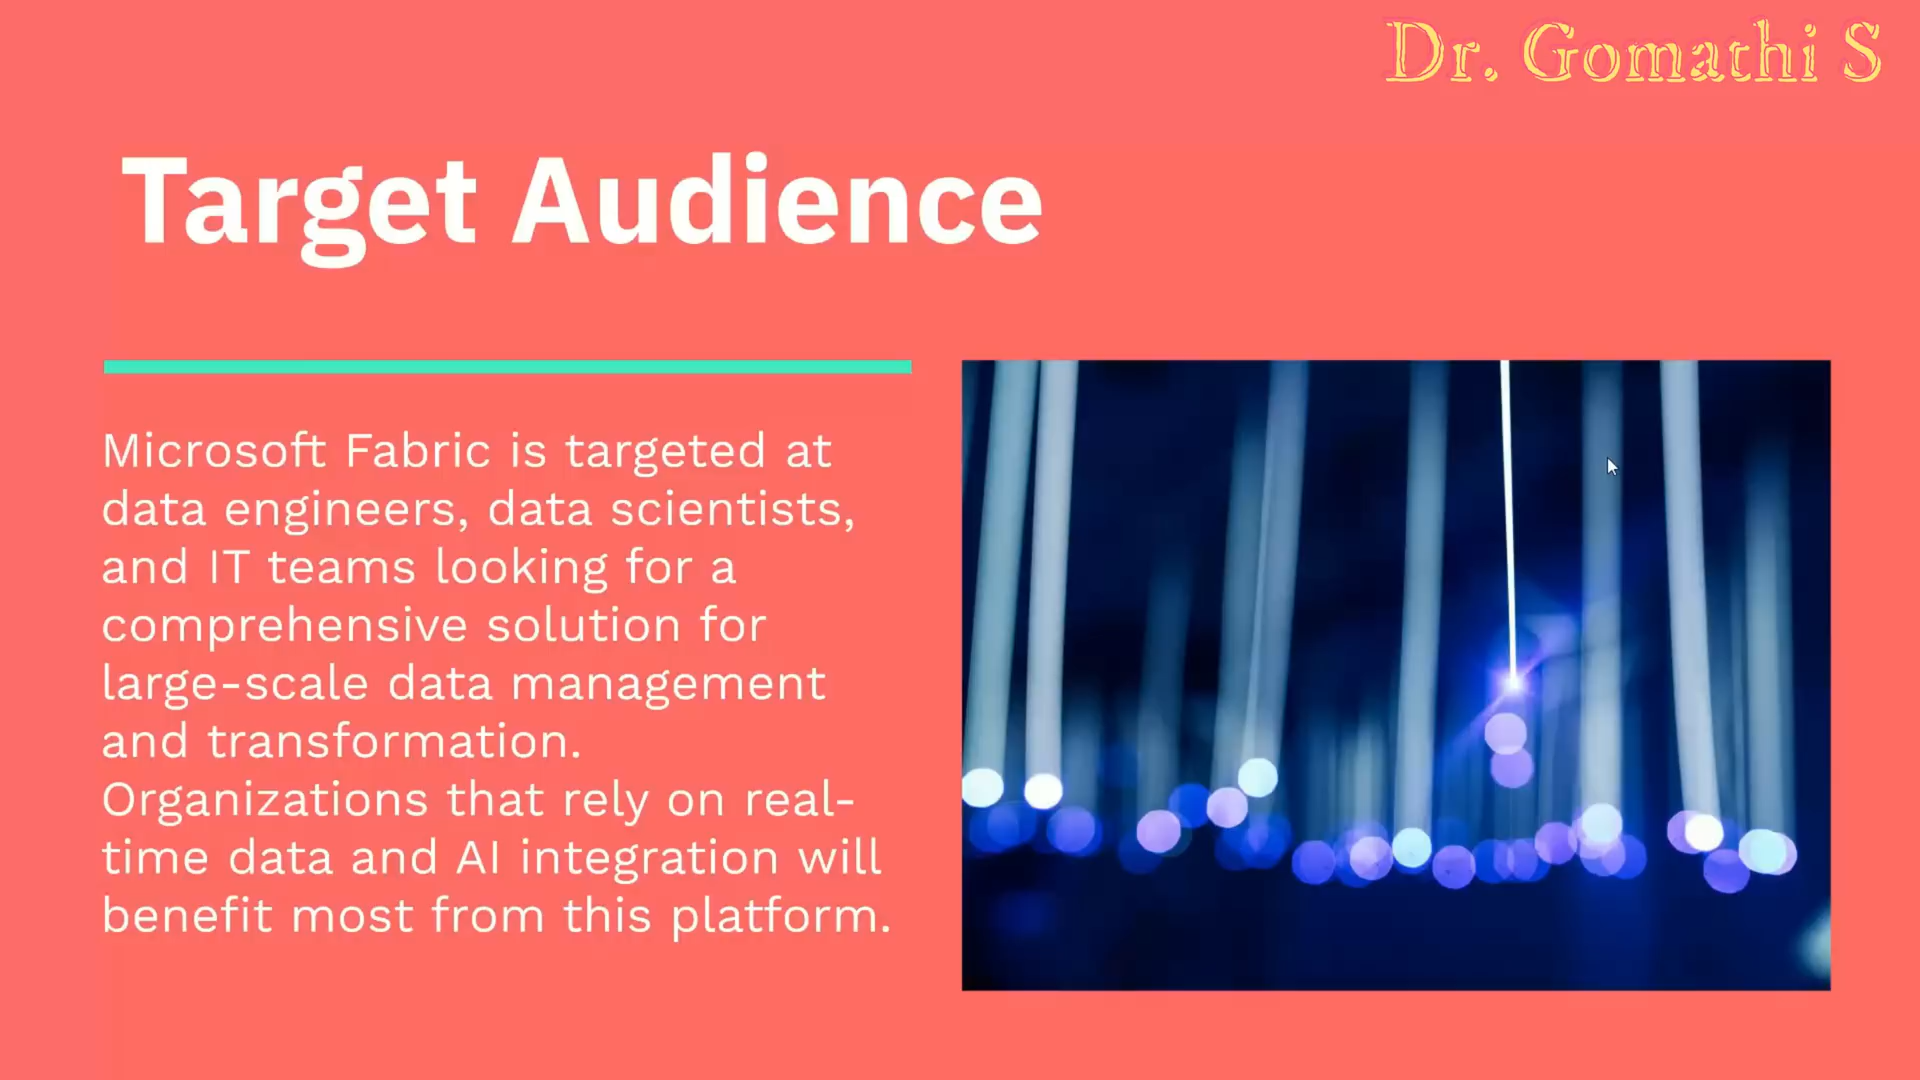 Dr. Gomathi S
Target Audience
Microsoft Fabric is targeted at
data engineers, data scientists,
and IT teams looking for a
comprehensive solution for
large-scale data management
and transformation.
Organizations that rely on real-
time data and AI integration will
benefit most from this platform.